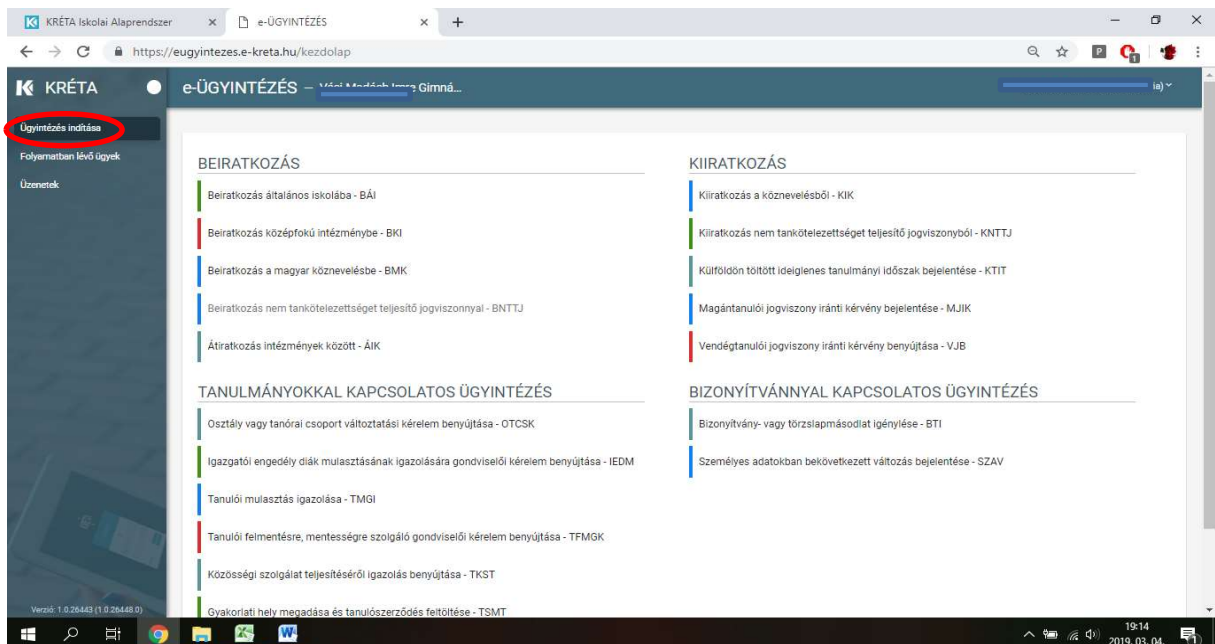 KRÉTA Iskolai Alaprendszer
e-ÜGYINTÉZÉS
https://eugyintezes.e-kreta.hu/kezdolap
KRÉTA
e-ÜGYINTÉZÉS – Váci Madách Imre Gimná...
ia)
Ügyintézés indítása
Folyamatban lévő ügyek
Üzenetek
BEIRATKOZÁS
Beiratkozás általános iskolába - BÁI
Beiratkozás középfokú intézménybe - BKI
Beiratkozás a magyar köznevelésbe - BMK
Beiratkozás nem tankötelezettséget teljesítő jogviszonnyal - BNTTJ
Átiratkozás intézmények között - ÁIK
KIIRATKOZÁS
Kiiratkozás a köznevelésből - KIK
Kiiratkozás nem tankötelezettséget teljesítő jogviszonyból - KNTTJ
Külföldön töltött ideiglenes tanulmányi időszak bejelentése - KTIT
Magántanulói jogviszony iránti kérvény bejelentése - MJIK
Vendégtanulói jogviszony iránti kérvény benyújtása - VJB
TANULMÁNYOKKAL KAPCSOLATOS ÜGYINTÉZÉS
Osztály vagy tanórai csoport változtatási kérelem benyújtása - OTCSK
Igazgatói engedély diák mulasztásának igazolására gondviselői kérelem benyújtása - IEDM
Tanulói mulasztás igazolása - TMGI
Tanulói felmentésre, mentességre szolgáló gondviselői kérelem benyújtása - TFMGK
Közösségi szolgálat teljesítéséről igazolás benyújtása - TKST
Gyakorlati hely megadása és tanulószerződés feltöltése - TSMT
BIZONYÍTVÁNNYAL KAPCSOLATOS ÜGYINTÉZÉS
Bizonyítvány- vagy törzslapmásodlat igénylése - BTI
Személyes adatokban bekövetkezett változás bejelentése - SZAV
Verzió: 1.0.26443 (1.0.26448.0)
19:14
2019. 03. 04.